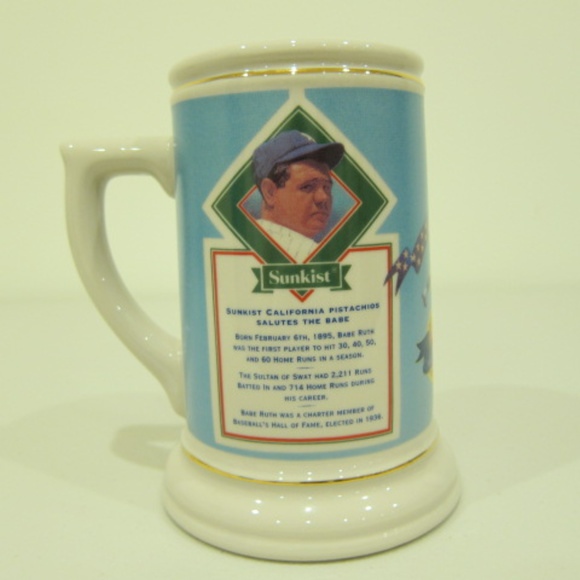 Sunkist®
SUNKIST CALIFORNIA PISTACHIOS
SALUTES THE BABE
BORN FEBRUARY 6TH, 1895, BABE RUTH
WAS THE FIRST PLAYER TO HIT 30, 40, 50,
AND 60 HOME RUNS IN A SEASON.
THE SULTAN OF SWAT HAD 2,211 RUNS
BATTED IN AND 714 HOME RUNS DURING
HIS CAREER.
BABE RUTH WAS A CHARTER MEMBER OF
BASEBALL'S HALL OF FAME, ELECTED IN 1936.